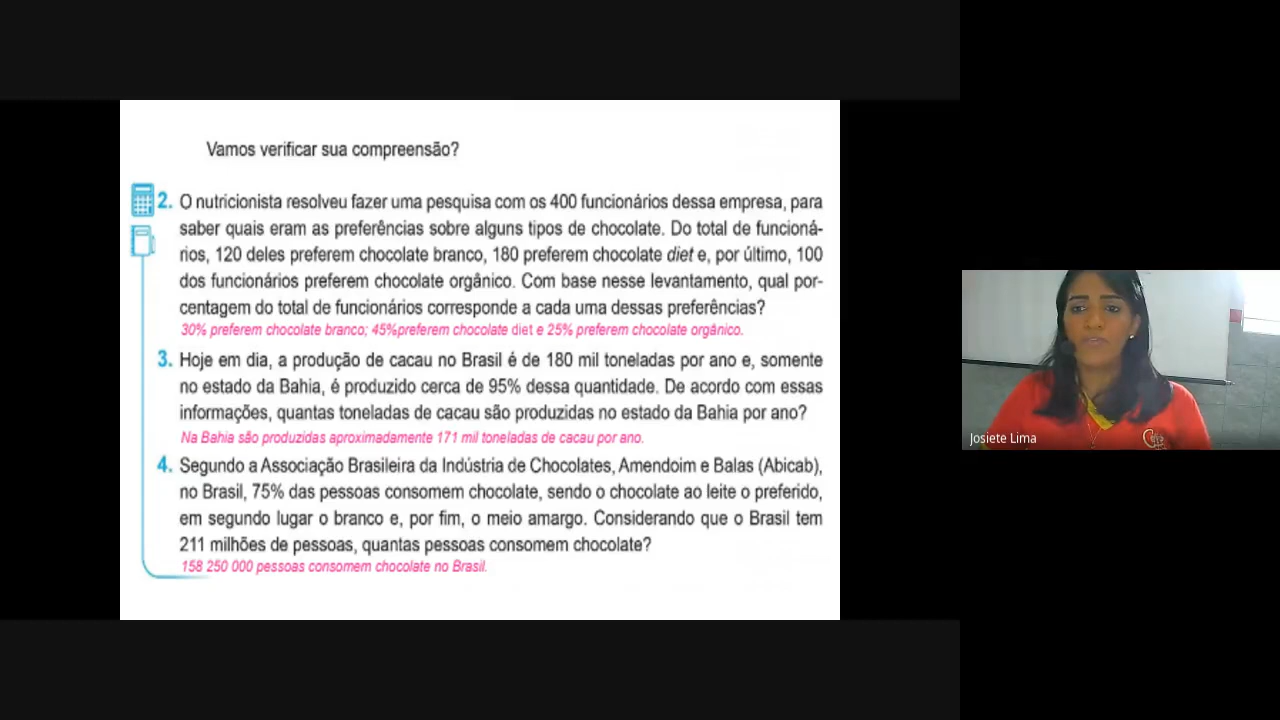 Vamos verificar sua compreensão?
2. O nutricionista resolveu fazer uma pesquisa com os 400 funcionários dessa empresa, para
saber quais eram as preferências sobre alguns tipos de chocolate. Do total de funcioná-
rios, 120 deles preferem chocolate branco, 180 preferem chocolate diet e, por último, 100
dos funcionários preferem chocolate orgânico. Com base nesse levantamento, qual por-
centagem do total de funcionários corresponde a cada uma dessas preferências?
30% preferem chocolate branco; 45%preferem chocolate diet e 25% preferem chocolate orgânico.
3. Hoje em dia, a produção de cacau no Brasil é de 180 mil toneladas por ano e, somente
no estado da Bahia, é produzido cerca de 95% dessa quantidade. De acordo com essas
informações, quantas toneladas de cacau são produzidas no estado da Bahia por ano?
Na Bahia são produzidas aproximadamente 171 mil toneladas de cacau por ano.
4. Segundo a Associação Brasileira da Indústria de Chocolates, Amendoim e Balas (Abicab),
no Brasil, 75% das pessoas consomem chocolate, sendo o chocolate ao leite o preferido,
em segundo lugar o branco e, por fim, o meio amargo. Considerando que o Brasil tem
211 milhões de pessoas, quantas pessoas consomem chocolate?
158 250 000 pessoas consomem chocolate no Brasil.
Josiete Lima